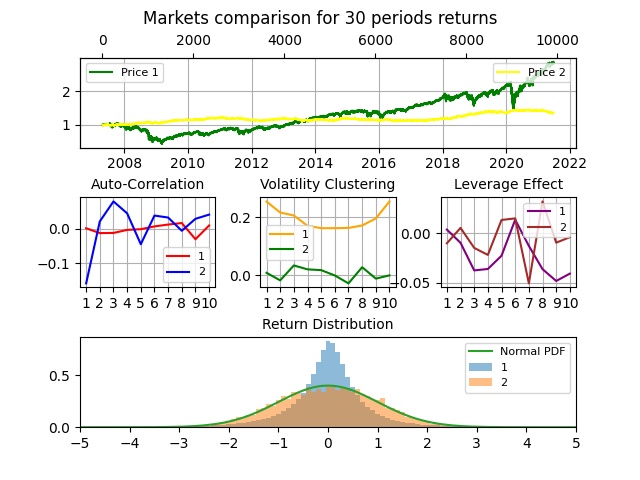 Markets comparison for 30 periods returns
0 2000 4000 6000 8000 10000
Price 1
Price 2
2
1
2008 2010 2012 2014 2016 2018 2020 2022
Auto-Correlation
0.0
−0.1
1
2
1 2 3 4 5 6 7 8 9 10
Volatility Clustering
0.2
0.0
1
2
1 2 3 4 5 6 7 8 9 10
Leverage Effect
0.00
−0.05
1
2
1 2 3 4 5 6 7 8 9 10
Return Distribution
0.5
0.0
Normal PDF
1
2
−5 −4 −3 −2 −1 0 1 2 3 4 5